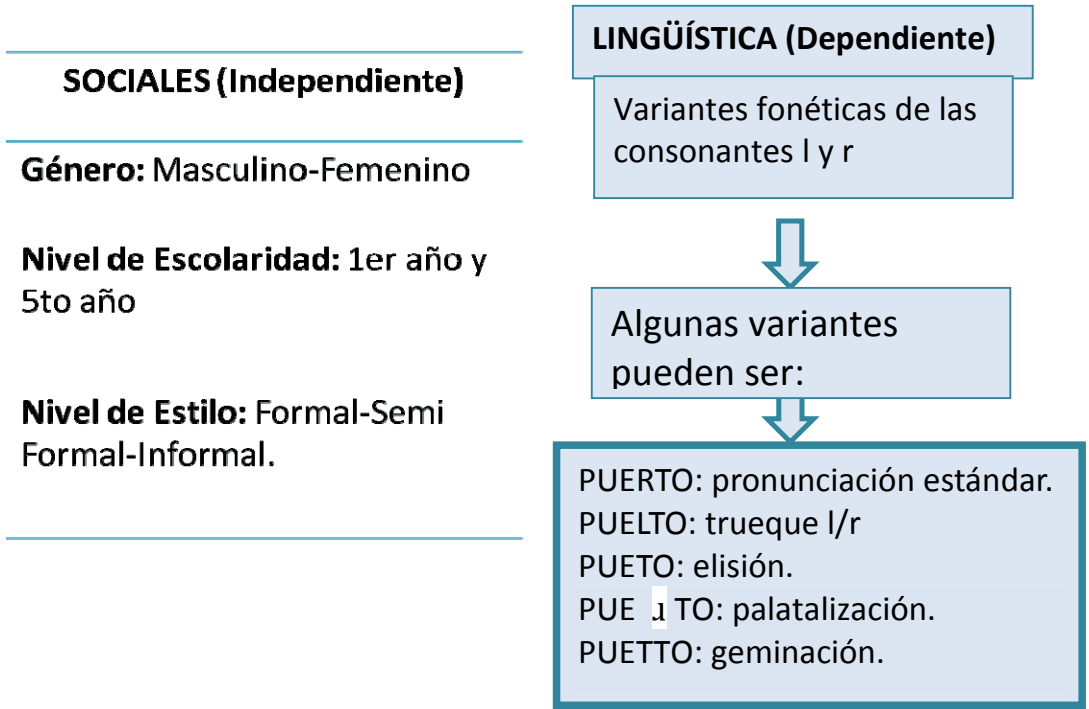 SOCIALES (Independiente)
Género: Masculino-Femenino
Nivel de Escolaridad: 1er año y
5to año
Nivel de Estilo: Formal-Semi
Formal-Informal.
LINGÜÍSTICA (Dependiente)
Variantes fonéticas de las
consonantes l y r
Algunas variantes
pueden ser:
PUERTO: pronunciación estándar.
PUELTO: trueque l/r
PUETO: elisión.
PUE TO: palatalización.
PUETTO: geminación.